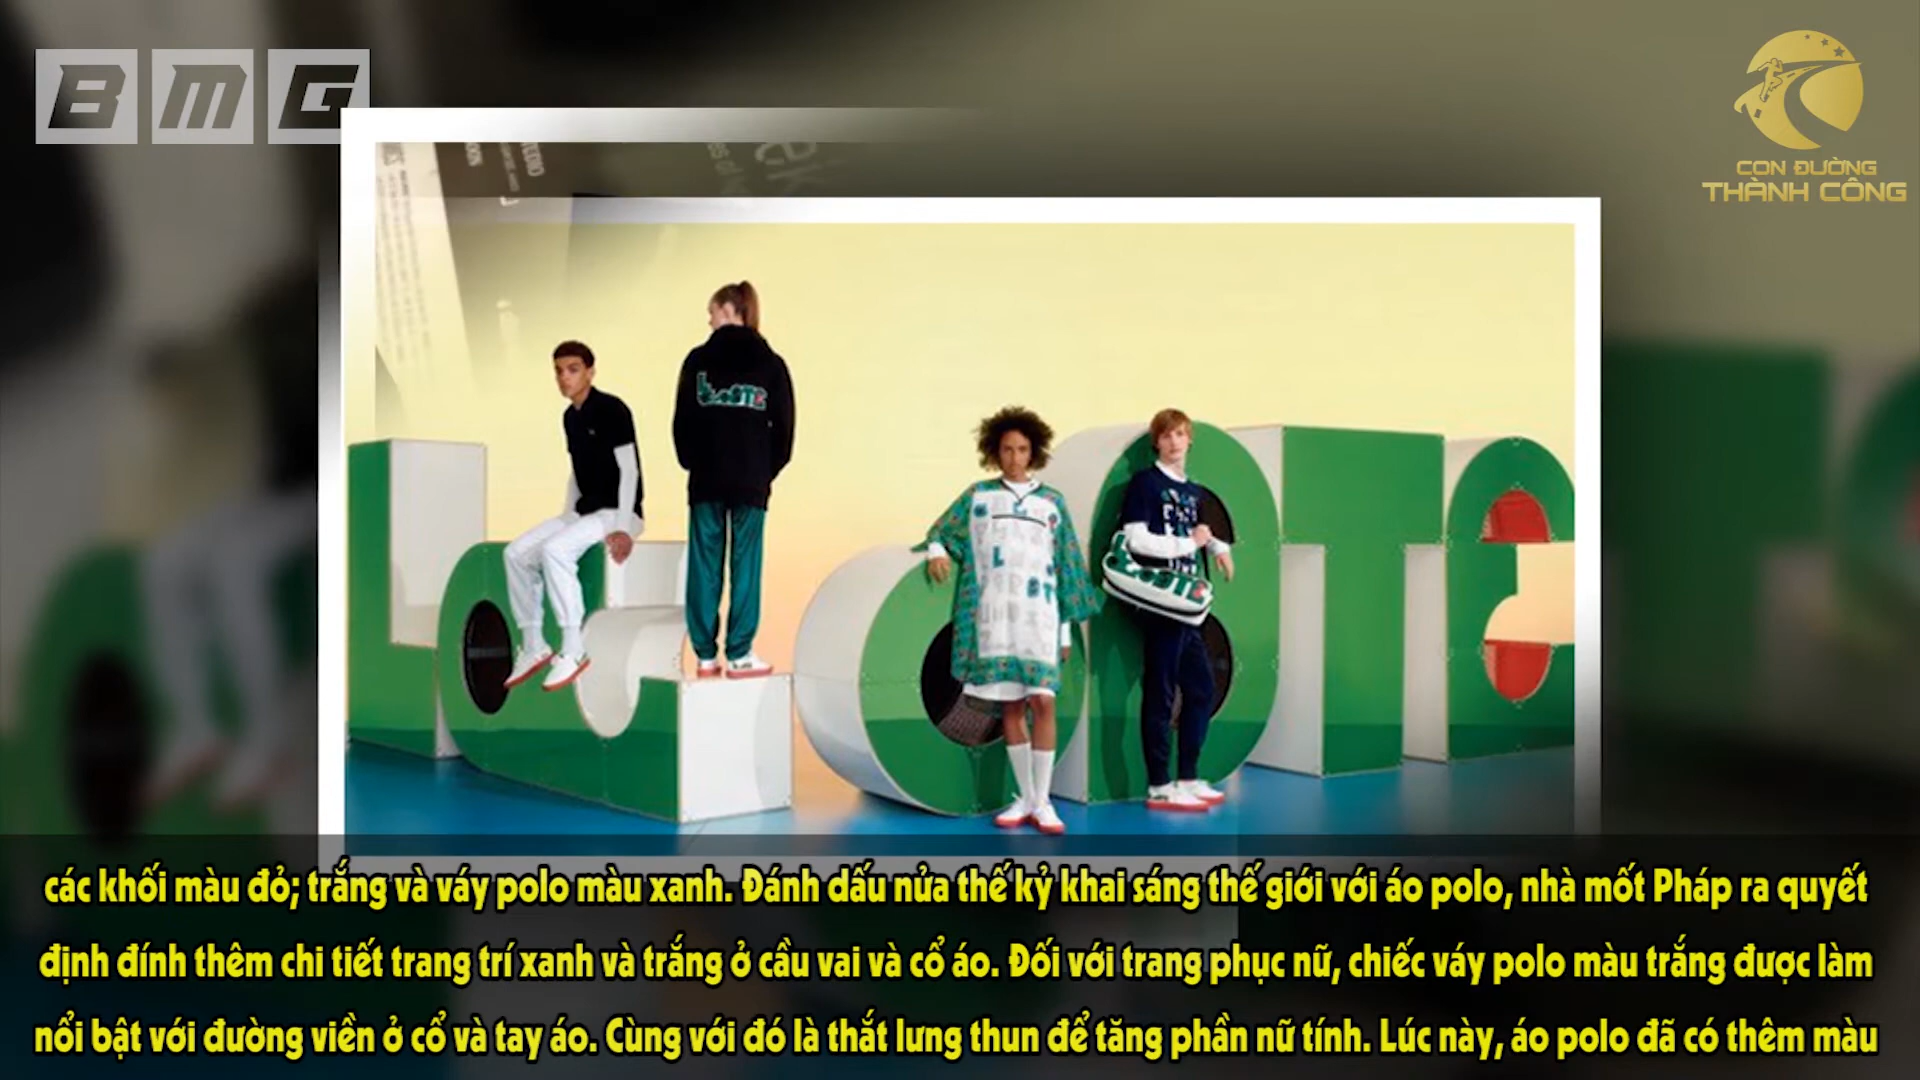 BMG
CON ĐƯỜNG
THÀNH CÔNG
LACOSTE
các khối màu đỏ; trắng và váy polo màu xanh. Đánh dấu nửa thế kỷ khai sáng thế giới với áo polo, nhà mốt Pháp ra quyết
định đính thêm chi tiết trang trí xanh và trắng ở cầu vai và cổ áo. Đối với trang phục nữ, chiếc váy polo màu trắng được làm
nổi bật với đường viền ở cổ và tay áo. Cùng với đó là thắt lưng thun để tăng phần nữ tính. Lúc này, áo polo đã có thêm màu